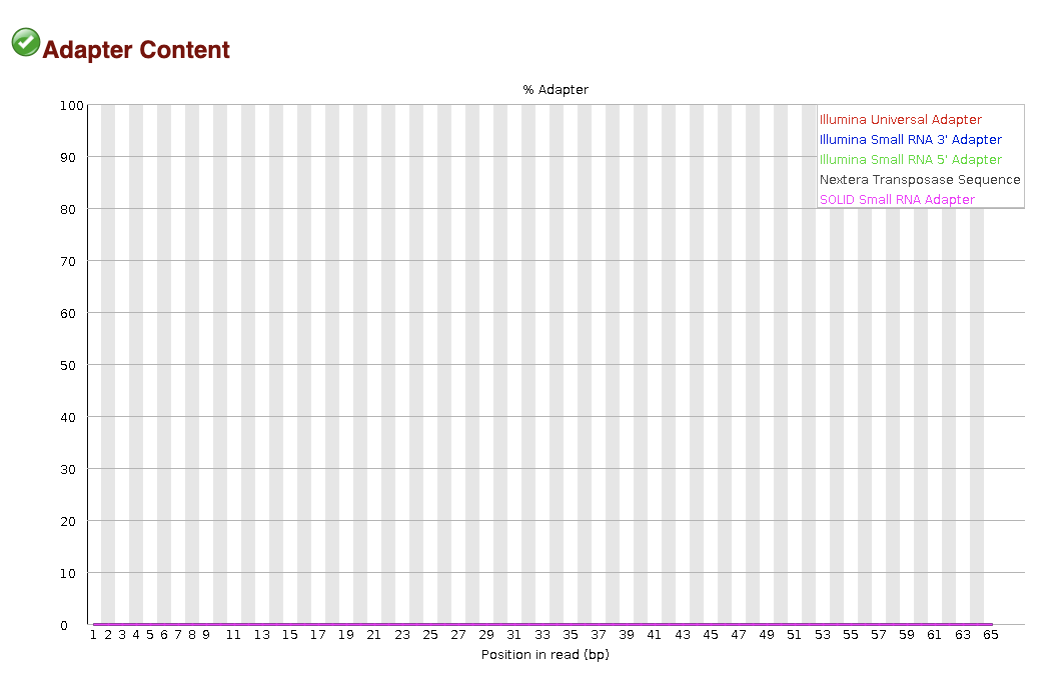 Adapter Content
% Adapter
100
90
80
70
60
50
40
30
20
10
0
Illumina Universal Adapter
Illumina Small RNA 3' Adapter
Illumina Small RNA 5' Adapter
Nextera Transposase Sequence
SOLID Small RNA Adapter
1 2 3 4 5 6 7 8 9 11 13 15 17 19 21 23 25 27 29 31 33 35 37 39 41 43 45 47 49 51 53 55 57 59 61 63 65
Position in read (bp)